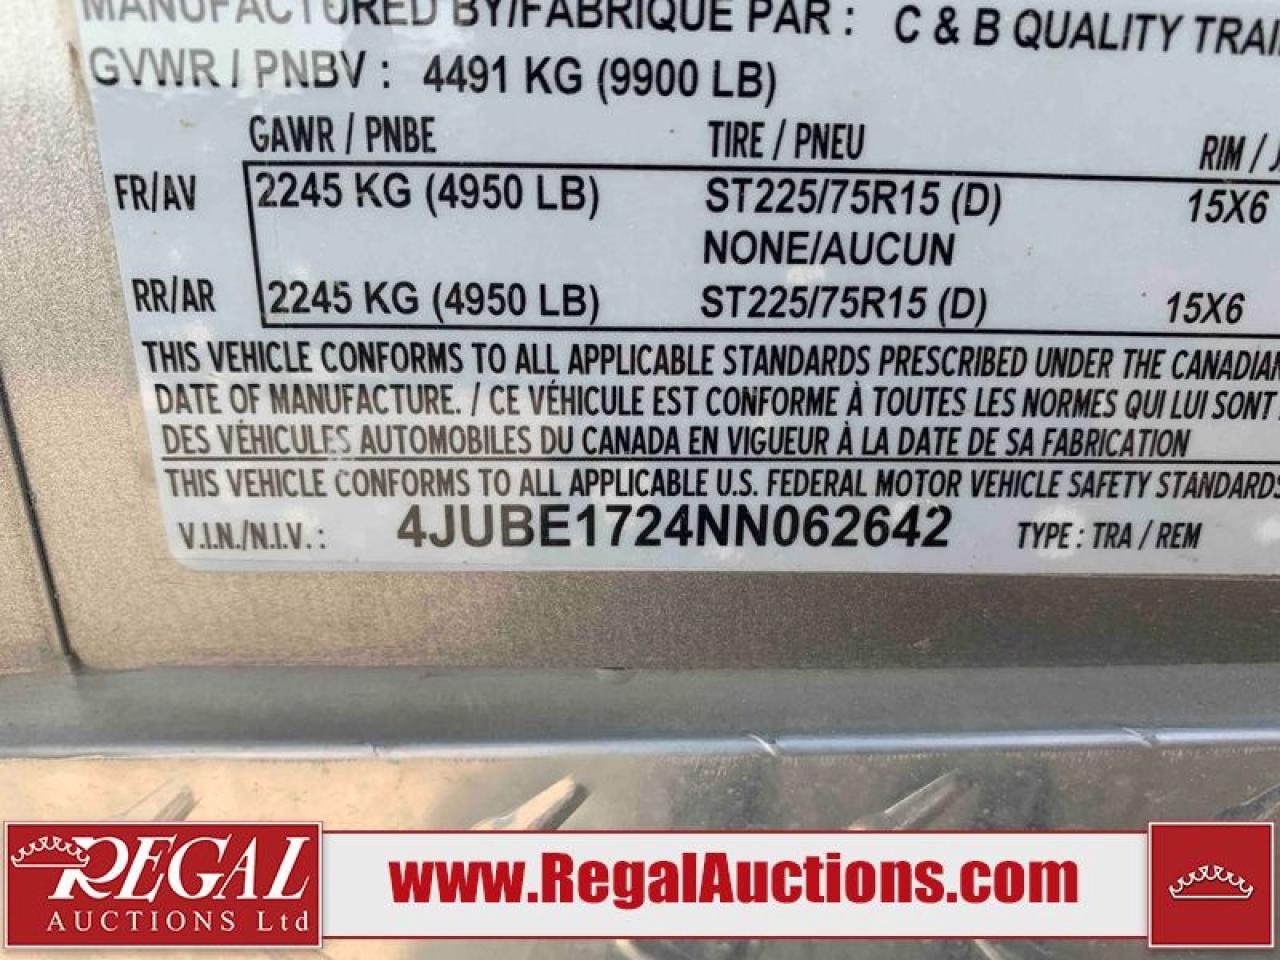 MANUFACTURED BY/FABRIQUE PAR : C & B QUALITY
GVWR / PNBV : 4491 KG (9900 LB)
GAWR / PNBE TIRE / PNEU RIM /
FR/AV 2245 KG (4950 LB) ST225/75R15 (D) 15X6
NONE/AUCUN
RR/AR 2245 KG (4950 LB) ST225/75R15 (D) 15X6
THIS VEHICLE CONFORMS TO ALL APPLICABLE STANDARDS PRESCRIBED UNDER THE CANADIAN
DATE OF MANUFACTURE. / CE VÉHICULE EST CONFORME À TOUTES LES NORMES QUI LUI SONT
DES VÉHICULES AUTOMOBILES DU CANADA EN VIGUEUR À LA DATE DE SA FABRICATION
THIS VEHICLE CONFORMS TO ALL APPLICABLE U.S. FEDERAL MOTOR VEHICLE SAFETY STANDARDS
V.I.N./N.I.V. : 4JUBE1724NN062642 TYPE : TRA / REM
REGAL
AUCTIONS Ltd
www.RegalAuctions.com